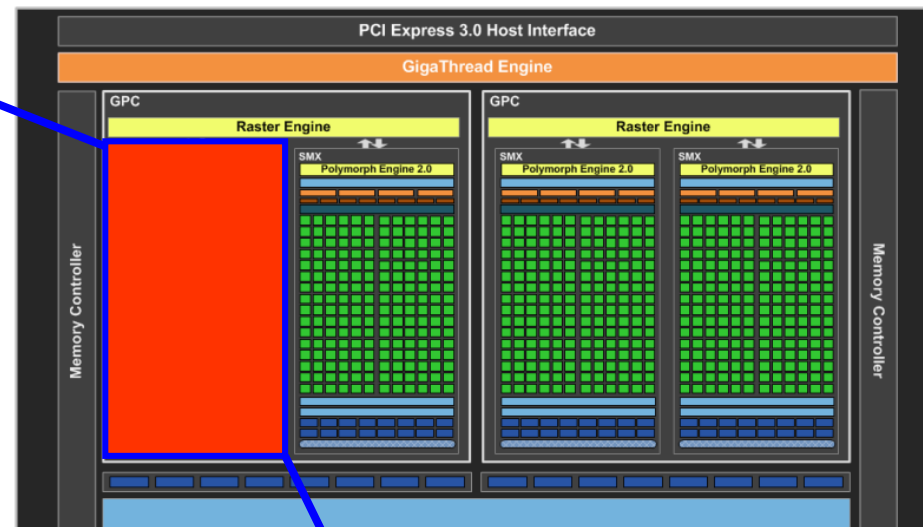 PCI Express 3.0 Host Interface
GigaThread Engine
Memory Controller
GPC
Raster Engine
SMX
Polymorph Engine 2.0
GPC
Raster Engine
SMX
Polymorph Engine 2.0
SMX
Polymorph Engine 2.0
Memory Controller